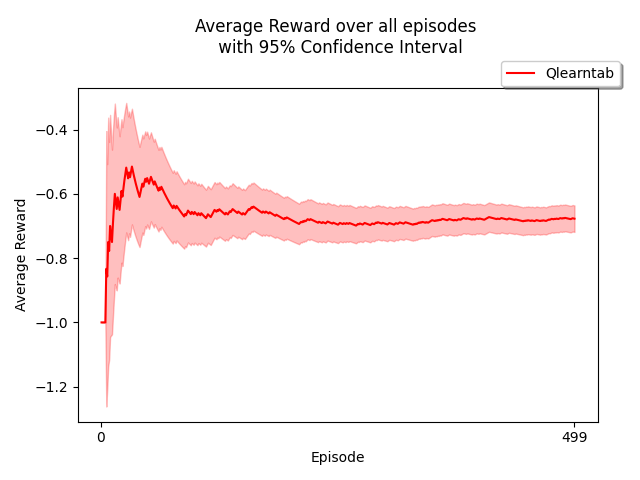 Average Reward over all episodes
with 95% Confidence Interval
Qlearntab
−0.4
−0.6
−0.8
−1.0
−1.2
Average Reward
0
499
Episode